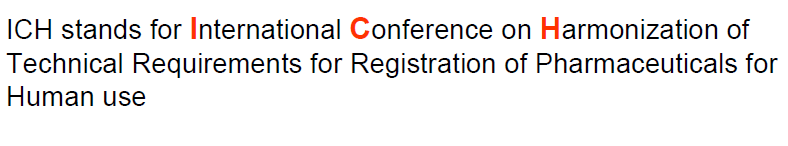 ICH stands for International Conference on Harmonization of
Technical Requirements for Registration of Pharmaceuticals for
Human use